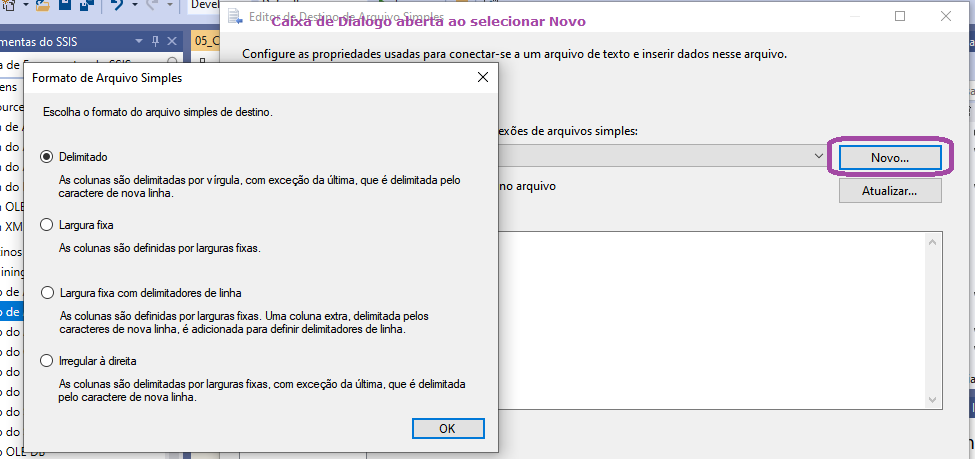 Develo
Editor de Destino de Arquivo Simples
Caixa de Dialogo aberta ao selecionar Novo
mentas do SSIS
05_C
Configure as propriedades usadas para conectar-se a um arquivo de texto e inserir dados nesse arquivo.
Formato de Arquivo Simples
Escolha o formato do arquivo simples de destino.
exões de arquivos simples:
Delimitado
Novo...
As colunas são delimitadas por vírgula, com exceção da última, que é delimitada pelo
caractere de nova linha.
no arquivo
Atualizar...
Largura fixa
As colunas são definidas por larguras fixas.
Largura fixa com delimitadores de linha
As colunas são definidas por larguras fixas. Uma coluna extra, delimitada pelos
caracteres de nova linha, é adicionada para definir delimitadores de linha.
Irregular à direita
As colunas são delimitadas por larguras fixas, com exceção da última, que é delimitada
pelo caractere de nova linha.
OK
o OLE DB